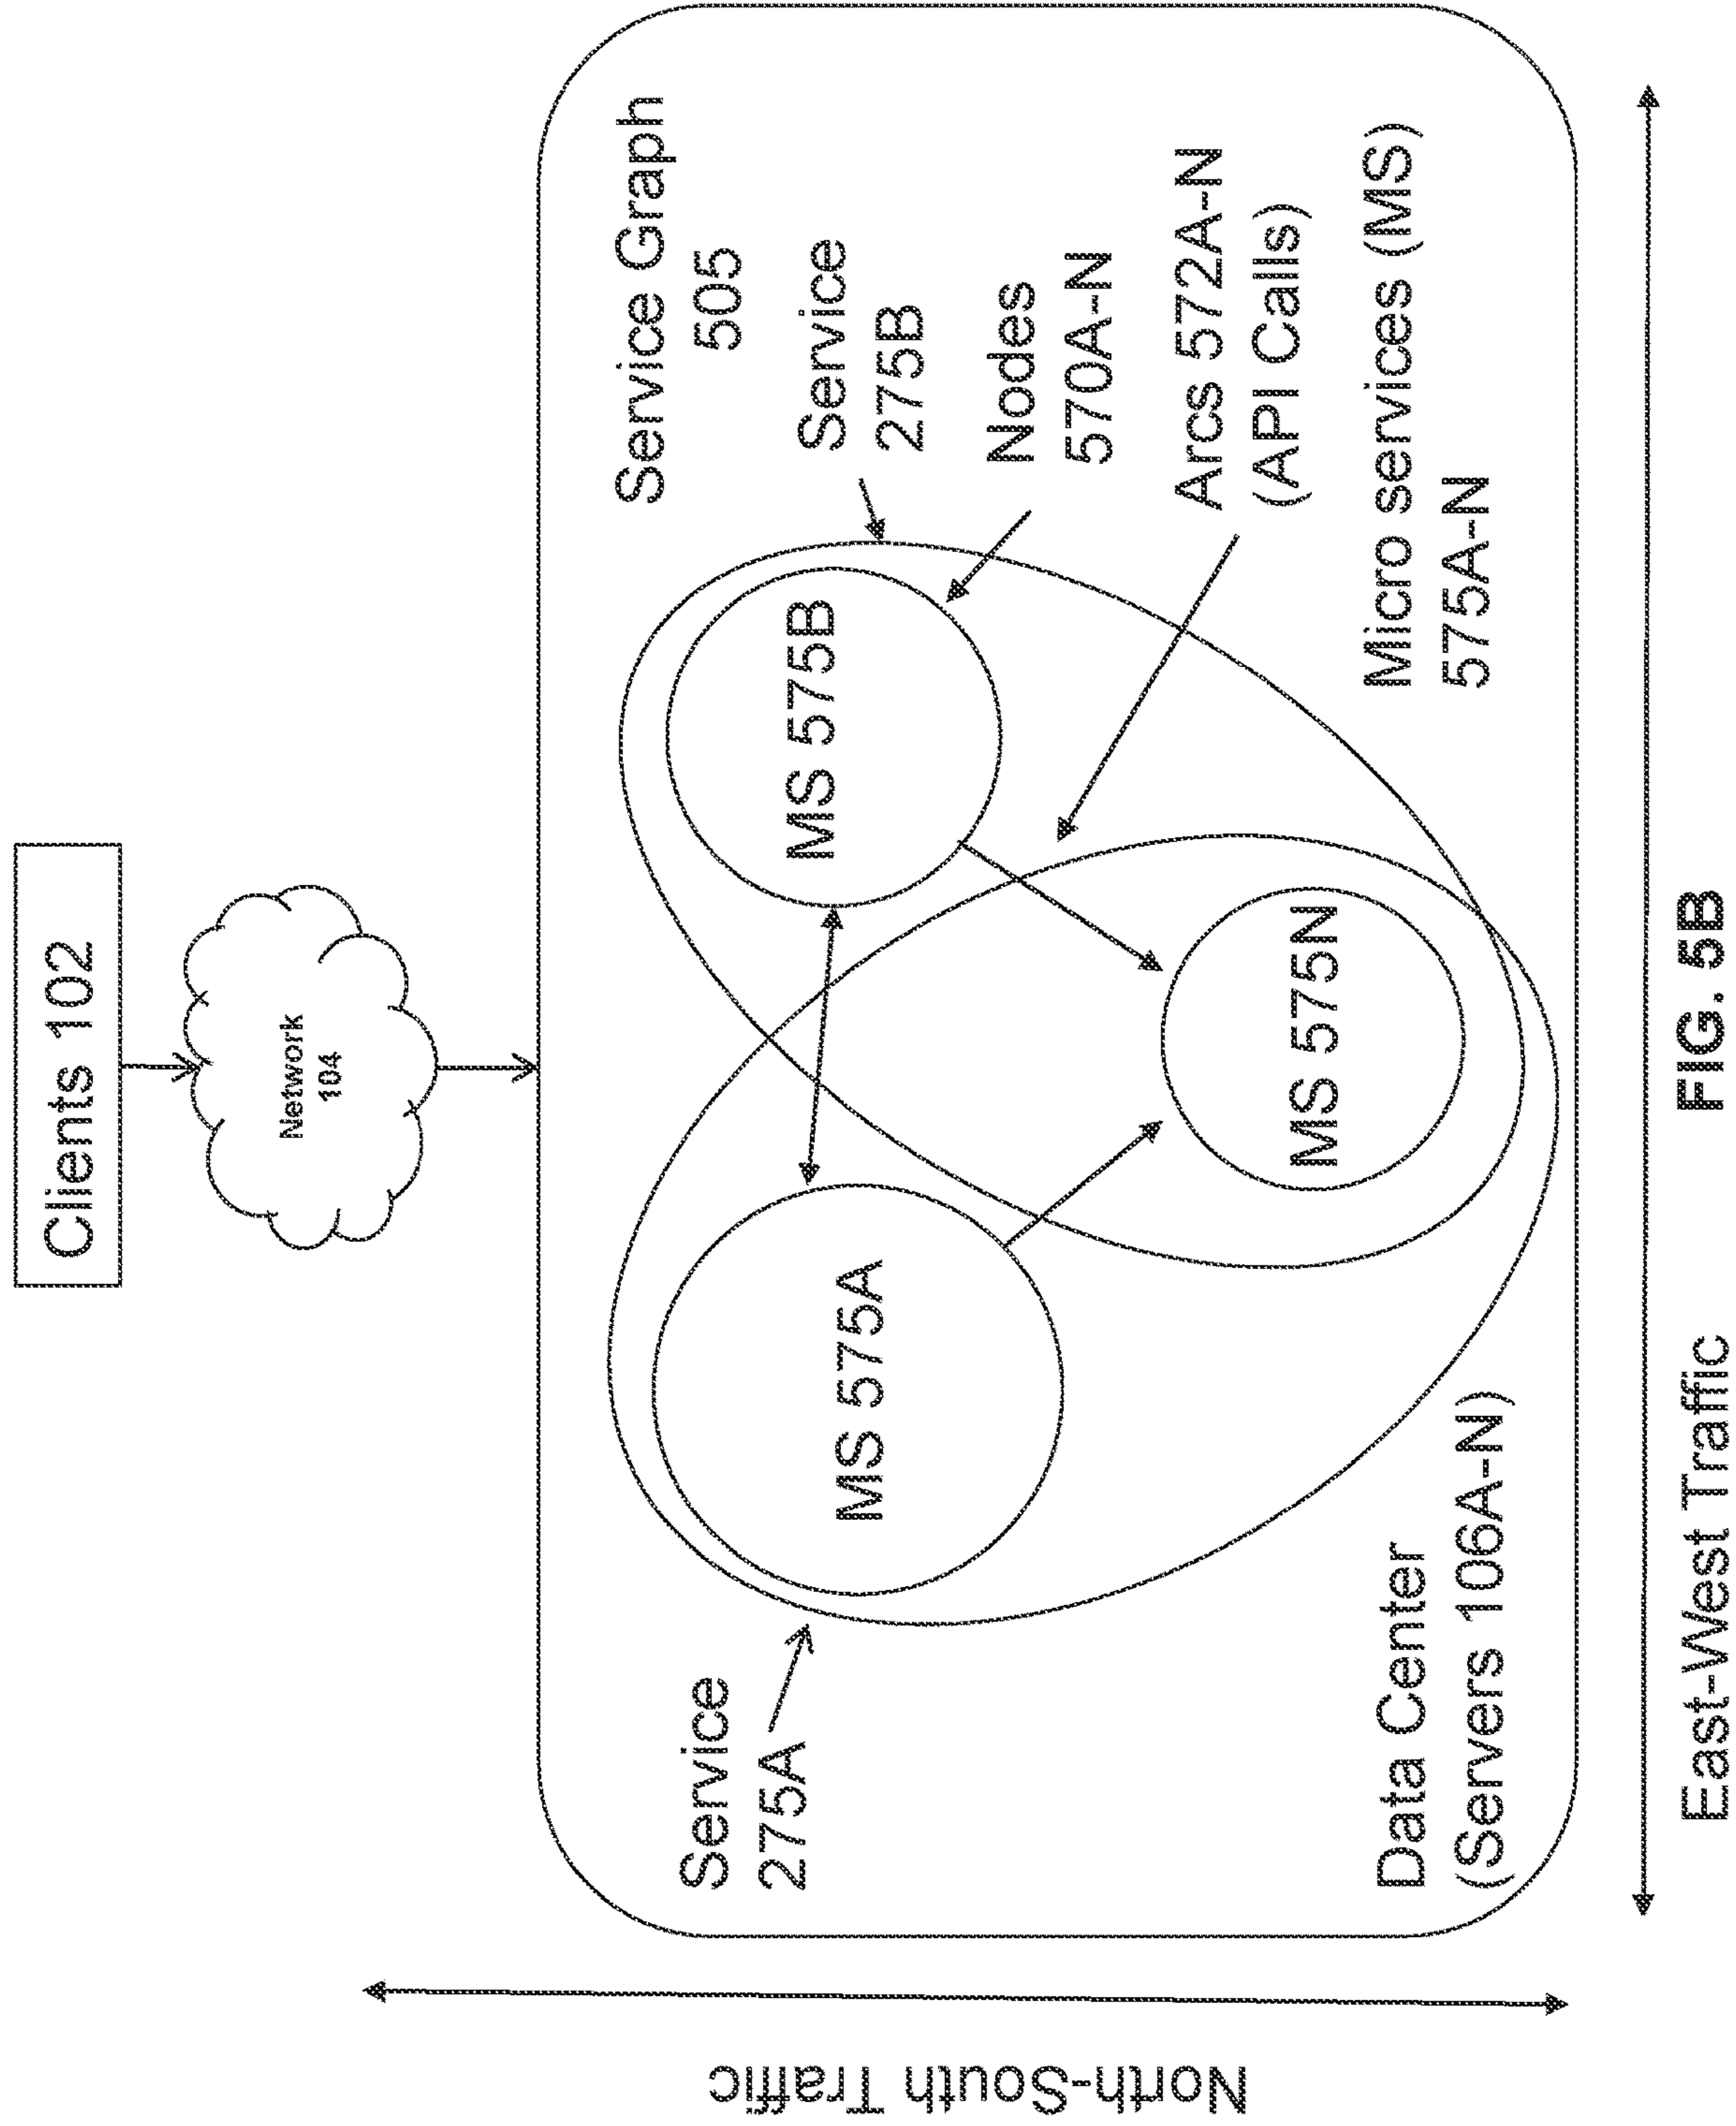 Clients 102
Network
104
Service Graph
505
Service
275B
Nodes
570A-N
Arcs 572A-N
(API Calls)
Micro services (MS)
575A-N
Service
275A
MS 575A
MS 575B
MS 575N
Data Center
(Servers 106A-N)
North-South Traffic
East-West Traffic
FIG. 5B